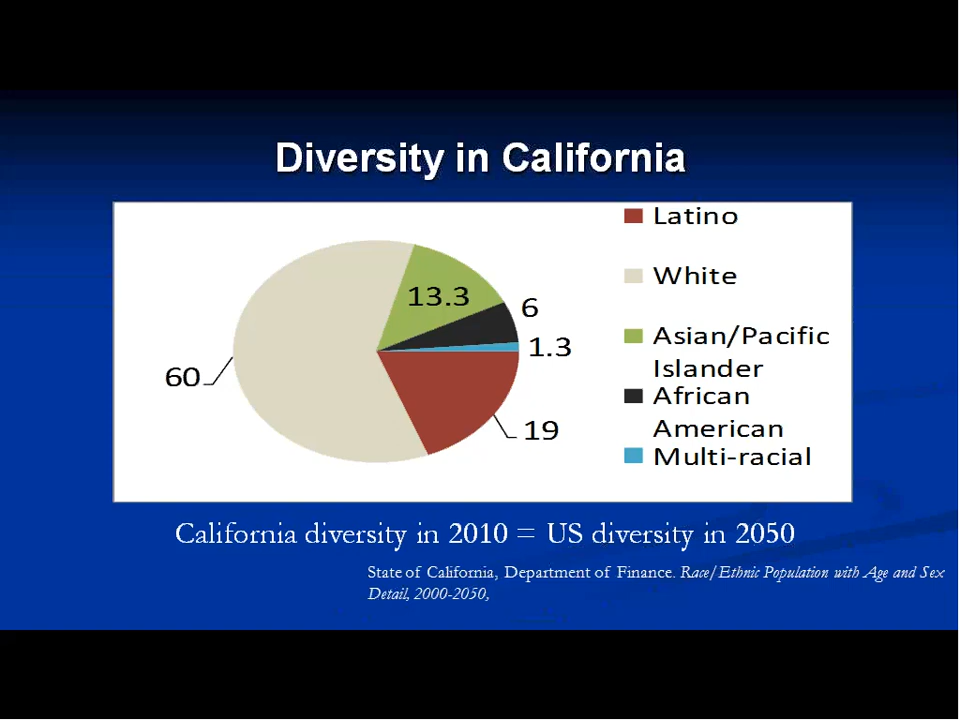 Diversity in California
Latino
White
Asian/Pacific
Islander
African
American
Multi-racial
13.3
6
1.3
60
19
California diversity in 2010 = US diversity in 2050
State of California, Department of Finance. Race/Ethnic Population with Age and Sex
Detail, 2000-2050,